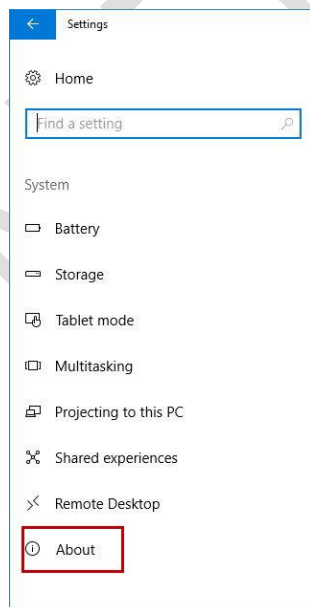 Settings
Home
Find a setting
System
Battery
Storage
Tablet mode
Multitasking
Projecting to this PC
Shared experiences
Remote Desktop
About